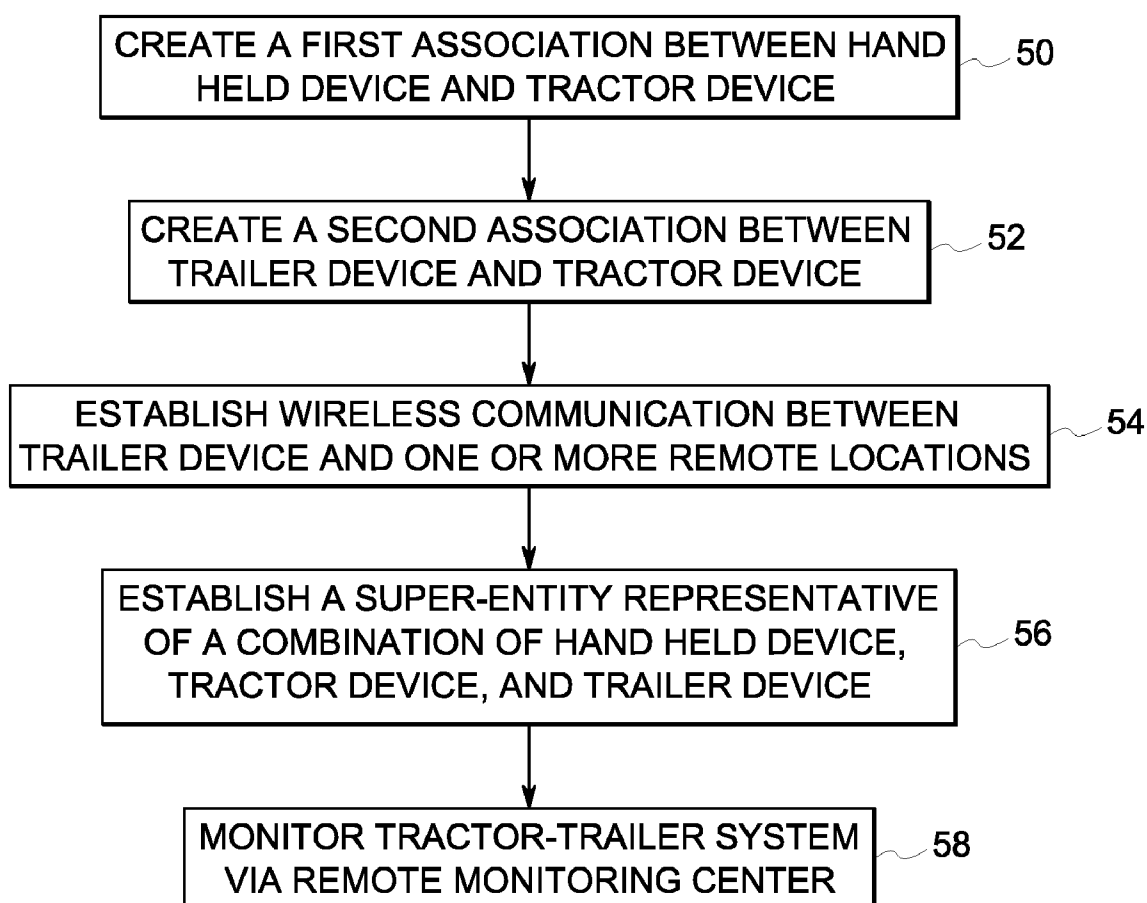 CREATE A FIRST ASSOCIATION BETWEEN HAND
HELD DEVICE AND TRACTOR DEVICE
50
CREATE A SECOND ASSOCIATION BETWEEN
TRAILER DEVICE AND TRACTOR DEVICE
52
ESTABLISH WIRELESS COMMUNICATION BETWEEN
TRAILER DEVICE AND ONE OR MORE REMOTE LOCATIONS
54
ESTABLISH A SUPER-ENTITY REPRESENTATIVE
OF A COMBINATION OF HAND HELD DEVICE,
TRACTOR DEVICE, AND TRAILER DEVICE
56
MONITOR TRACTOR-TRAILER SYSTEM
VIA REMOTE MONITORING CENTER
58